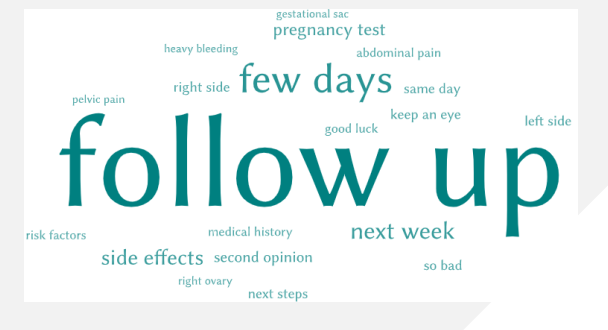 gestational sac
pregnancy test
heavy bleeding
abdominal pain
few days
right side
same day
pelvic pain
keep an eye
left side
good luck
follow up
medical history
next week
risk factors
side effects
second opinion
so bad
right ovary
next steps